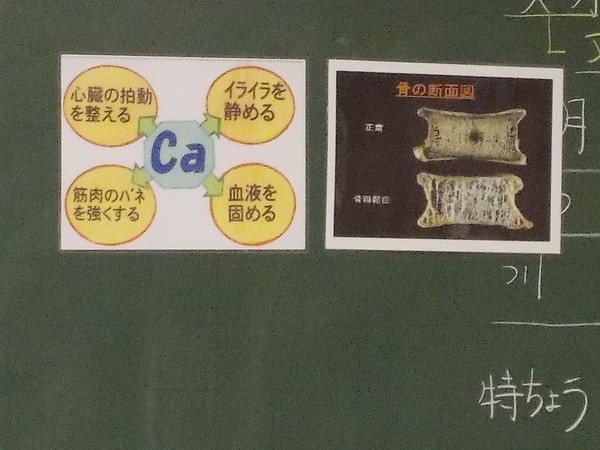 心臓の拍動
を整える
イライラを
静める
Ca
筋肉のバネ
を強くする
血液を
固める
骨の断面図
正常
骨粗鬆症
月
特ちょう